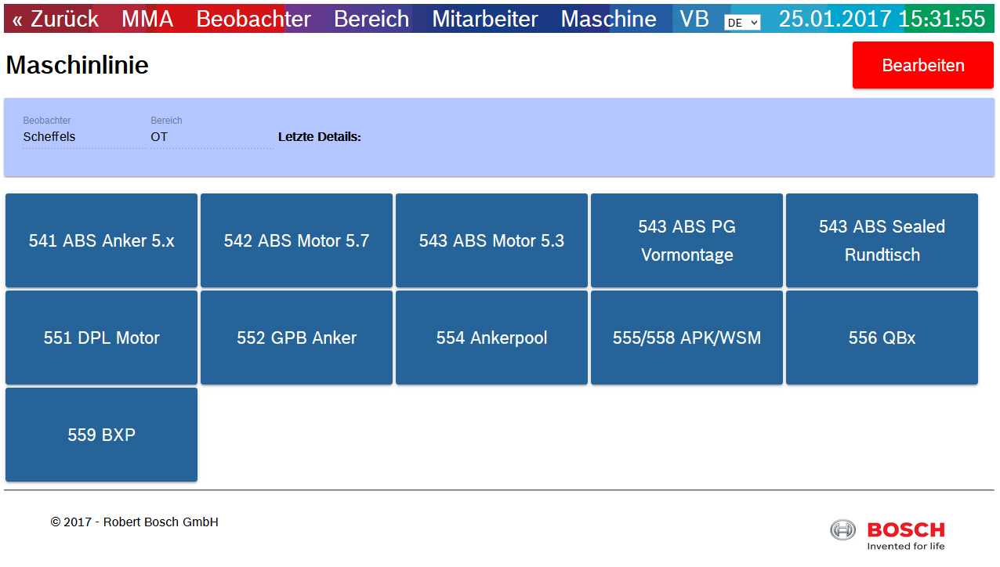 « Zurück MMA Beobachter Bereich Mitarbeiter Maschine VB DE 25.01.2017 15:31:55
Maschinlinie
Bearbeiten
Beobachter Bereich
Scheffels OT Letzte Details:
541 ABS Anker 5.x
542 ABS Motor 5.7
543 ABS Motor 5.3
543 ABS PG
Vormontage
543 ABS Sealed
Rundtisch
551 DPL Motor
552 GPB Anker
554 Ankerpool
555/558 APK/WSM
556 QBx
559 BXP
© 2017 - Robert Bosch GmbH
BOSCH
Invented for life